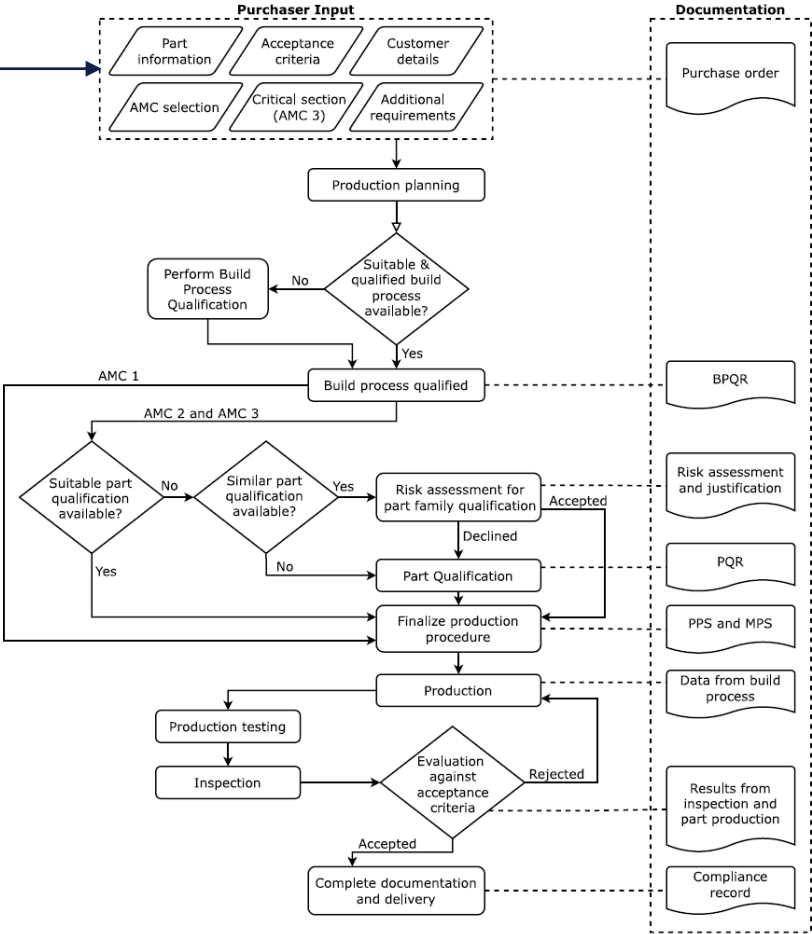 Purchaser Input
Documentation
Part
information
Acceptance
criteria
Customer
details
Purchase order
AMC selection
Critical section
(AMC 3)
Additional
requirements
Production planning
Suitable &
qualified build
process
available?
No
Perform Build
Process
Qualification
Yes
Build process qualified
BPQR
AMC 1
AMC 2 and AMC 3
Suitable part
qualification
available?
No
Similar part
qualification
available?
Yes
Risk assessment for
part family qualification
Accepted
Risk assessment
and justification
Declined
Yes
No
Part Qualification
PQR
Finalize production
procedure
PPS and MPS
Production
Data from build
process
Production testing
Inspection
Evaluation
against
acceptance
criteria
Rejected
Results from
inspection and
part production
Accepted
Complete documentation
and delivery
Compliance
record